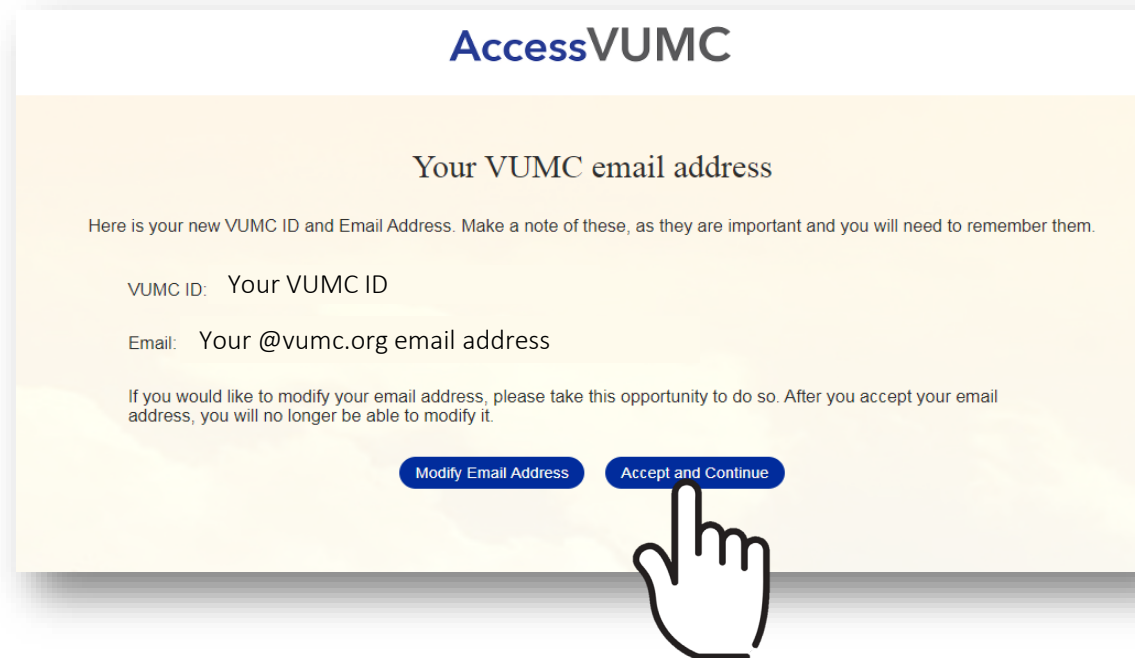 AccessVUMC
Your VUMC email address
Here is your new VUMC ID and Email Address. Make a note of these, as they are important and you will need to remember them.
VUMC ID: Your VUMC ID
Email: Your @vumc.org email address
If you would like to modify your email address, please take this opportunity to do so. After you accept your email
address, you will no longer be able to modify it.
Modify Email Address Accept and Continue